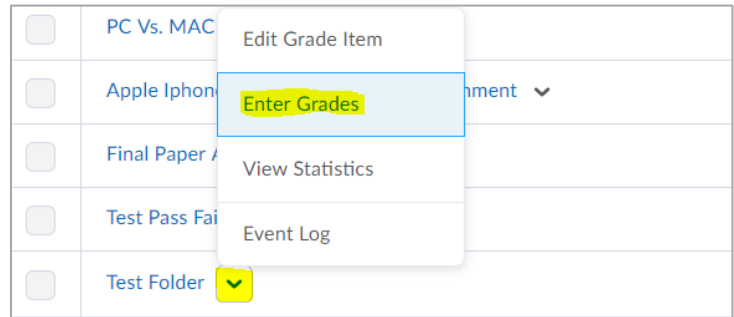 PC Vs. MAC
Edit Grade Item
Apple Iphon
nment
Enter Grades
Final Paper
View Statistics
Test Pass Fai
Event Log
Test Folder